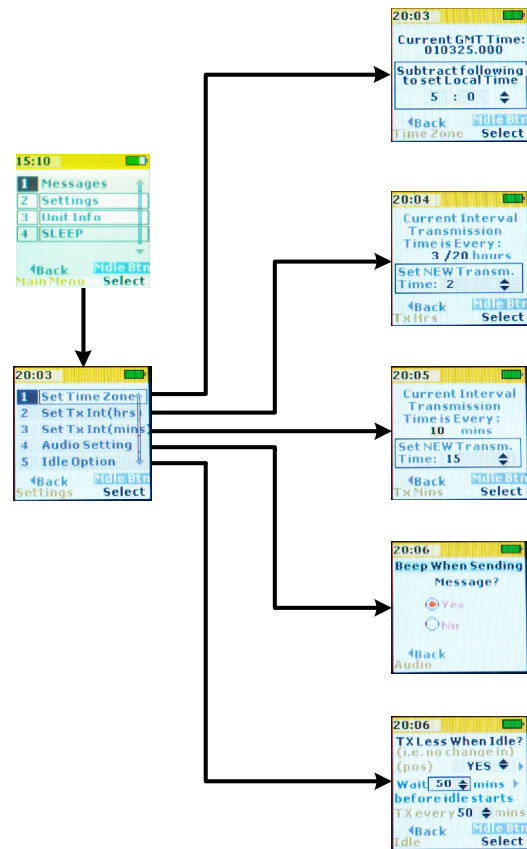 20:03
Current GMT Time:
010325.000
Subtract following
to set Local Time
5 : 0
Back Mdle Btn
Time Zone Select
15:10
1 Messages
2 Settings
3 Unit Info
4 SLEEP
Back Mdle Btn
Main Menu Select
20:04
Current Interval
Transmission
Time is Every :
3 /20 hours
Set NEW Transm.
Time: 2
Back Mdle Btn
Tx Hrs Select
20:03
1 Set Time Zone
2 Set Tx Int(hrs)
3 Set Tx Int(mins)
4 Audio Setting
5 Idle Option
Back Mdle Btn
Settings Select
20:05
Current Interval
Transmission
Time is Every :
10 mins
Set NEW Transm.
Time: 15
Back Mdle Btn
Tx Mins Select
20:06
Beep When Sending
Message?
Yes
No
Back
Audio
20:06
TX Less When Idle?
(i.e. no change in)
(pos) YES
Wait 50 mins
before idle starts
TX every 50 mins
Back Mdle Btn
Idle Select